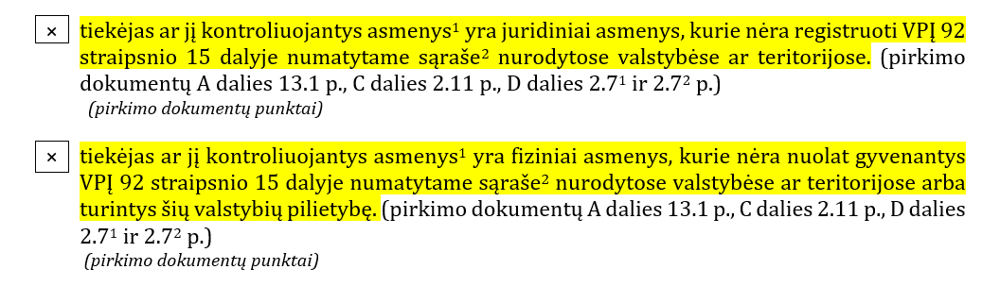 × tiekėjas ar jį kontroliuojantys asmenys¹ yra juridiniai asmenys, kurie nėra registruoti VPĮ 92
straipsnio 15 dalyje numatytame sąraše² nurodytose valstybėse ar teritorijose. (pirkimo
dokumentų A dalies 13.1 p., C dalies 2.11 p., D dalies 2.7¹ ir 2.7² p.)
(pirkimo dokumentų punktai)
× tiekėjas ar jį kontroliuojantys asmenys¹ yra fiziniai asmenys, kurie nėra nuolat gyvenantys
VPĮ 92 straipsnio 15 dalyje numatytame sąraše² nurodytose valstybėse ar teritorijose arba
turintys šių valstybių pilietybę. (pirkimo dokumentų A dalies 13.1 p., C dalies 2.11 p., D dalies
2.7¹ ir 2.7² p.)
(pirkimo dokumentų punktai)